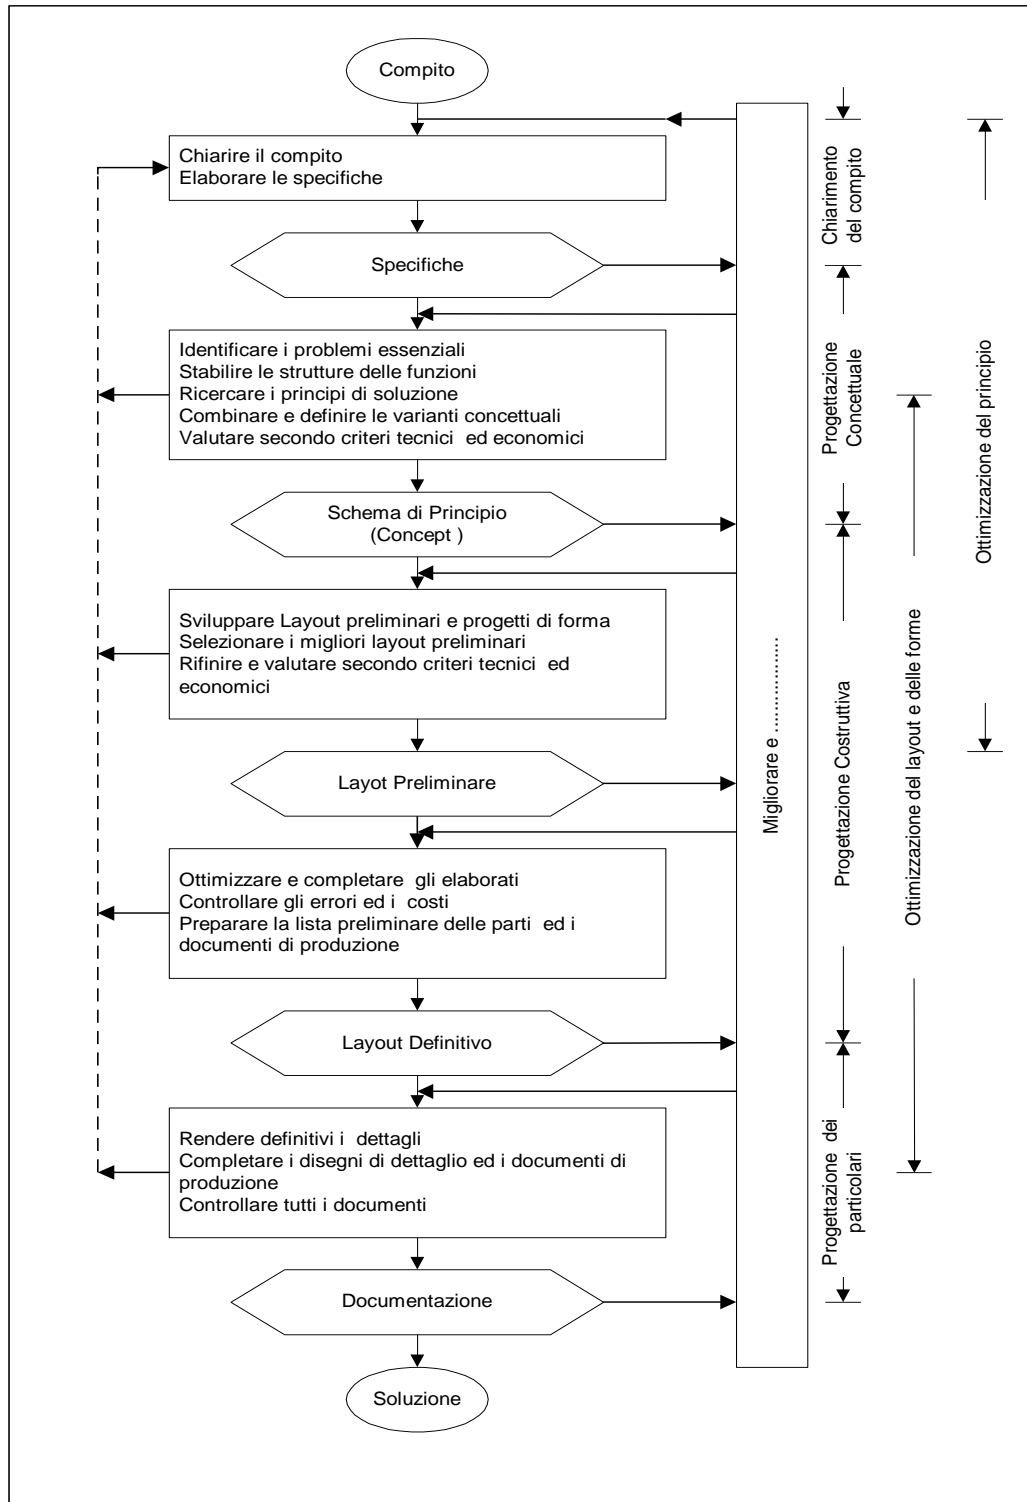 Compito
Chiarire il compito
Elaborare le specifiche
Specifiche
Identificare i problemi essenziali
Stabilire le strutture delle funzioni
Ricercare i principi di soluzione
Combinare e definire le varianti concettuali
Valutare secondo criteri tecnici ed economici
Schema di Principio
(Concept )
Sviluppare Layout preliminari e progetti di forma
Selezionare i migliori layout preliminari
Rifinire e valutare secondo criteri tecnici ed
economici
Layot Preliminare
Ottimizzare e completare gli elaborati
Controllare gli errori ed i costi
Preparare la lista preliminare delle parti ed i
documenti di produzione
Layout Definitivo
Rendere definitivi i dettagli
Completare i disegni di dettaglio ed i documenti di
produzione
Controllare tutti i documenti
Documentazione
Soluzione
Migliorare e .................
Chiarimento
del compito
Progettazione
Concettuale
Progettazione Costruttiva
Progettazione dei
particolari
Ottimizzazione del layout e delle forme
Ottimizzazione del principio